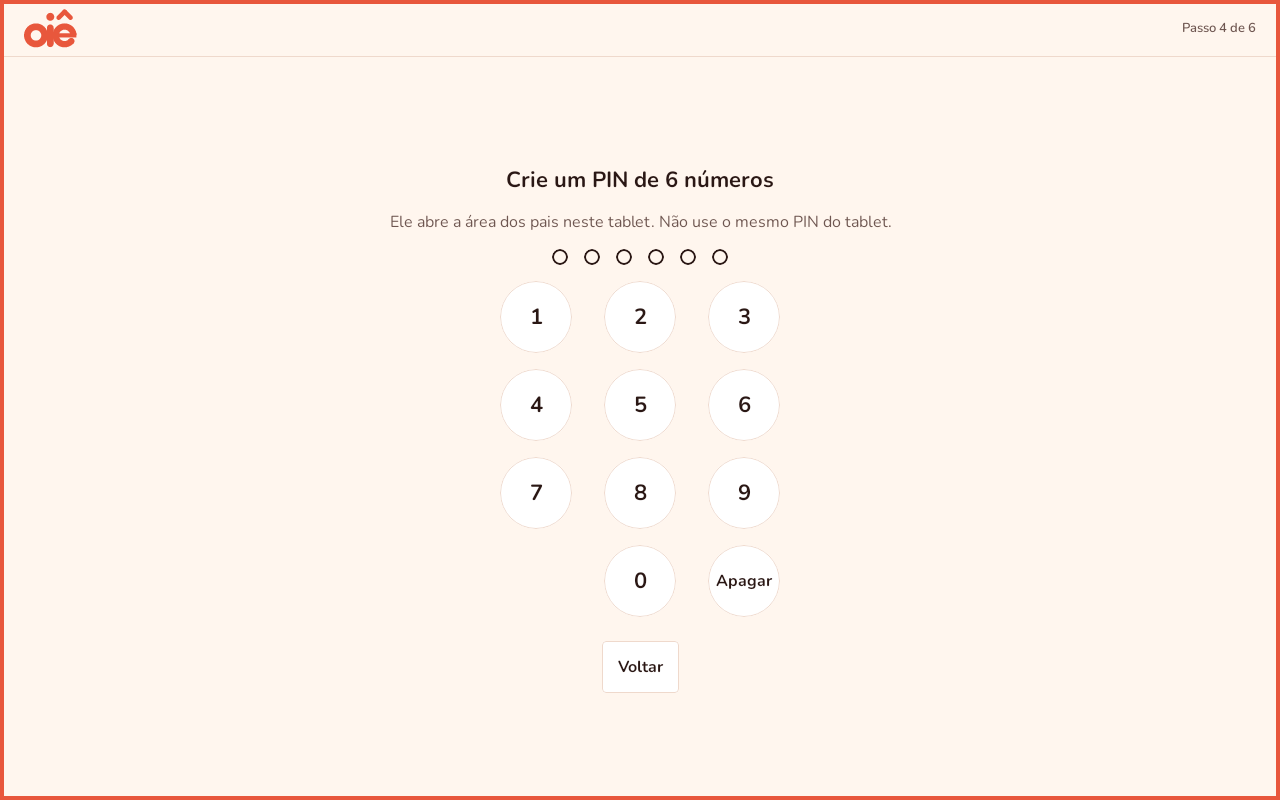 oiê
Passo 4 de 6
Crie um PIN de 6 números
Ele abre a área dos pais neste tablet. Não use o mesmo PIN do tablet.
1 2 3
4 5 6
7 8 9
0 Apagar
Voltar